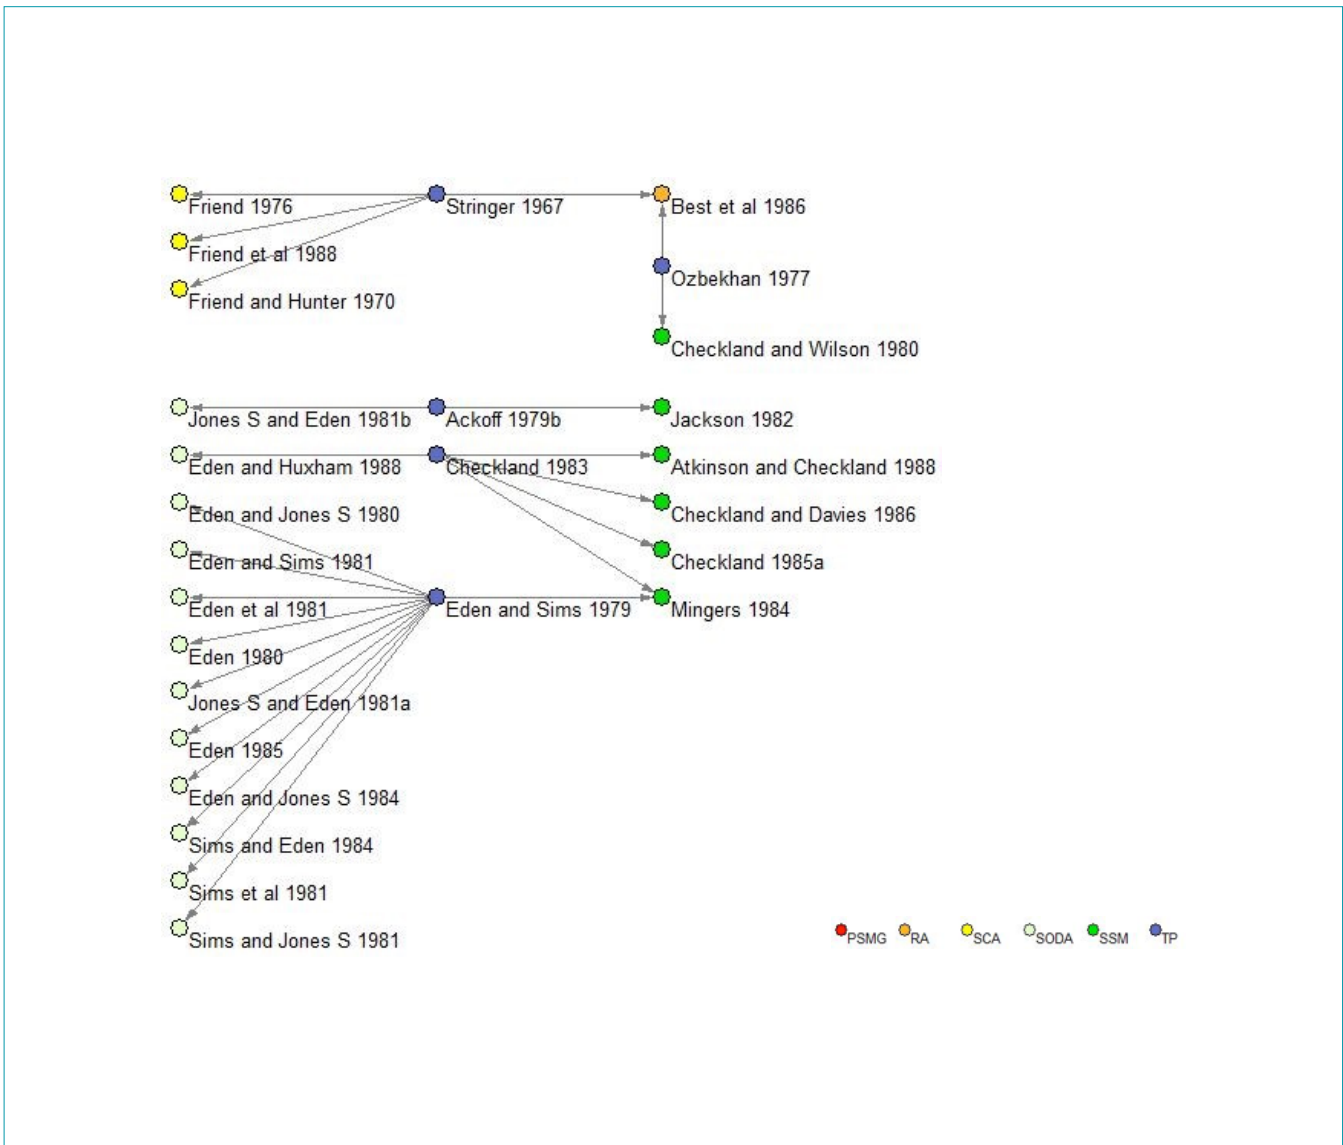 Friend 1976
Stringer 1967
Best et al 1986
Friend et al 1988
Ozbekhan 1977
Friend and Hunter 1970
Checkland and Wilson 1980
Jones S and Eden 1981b
Ackoff 1979b
Jackson 1982
Eden and Huxham 1988
Checkland 1983
Atkinson and Checkland 1988
Eden and Jones S 1980
Checkland and Davies 1986
Eden and Sims 1981
Checkland 1985a
Eden et al 1981
Eden and Sims 1979
Mingers 1984
Eden 1980
Jones S and Eden 1981a
Eden 1985
Eden and Jones S 1984
Sims and Eden 1984
Sims et al 1981
Sims and Jones S 1981
PSMG RA SCA SODA SSM TP